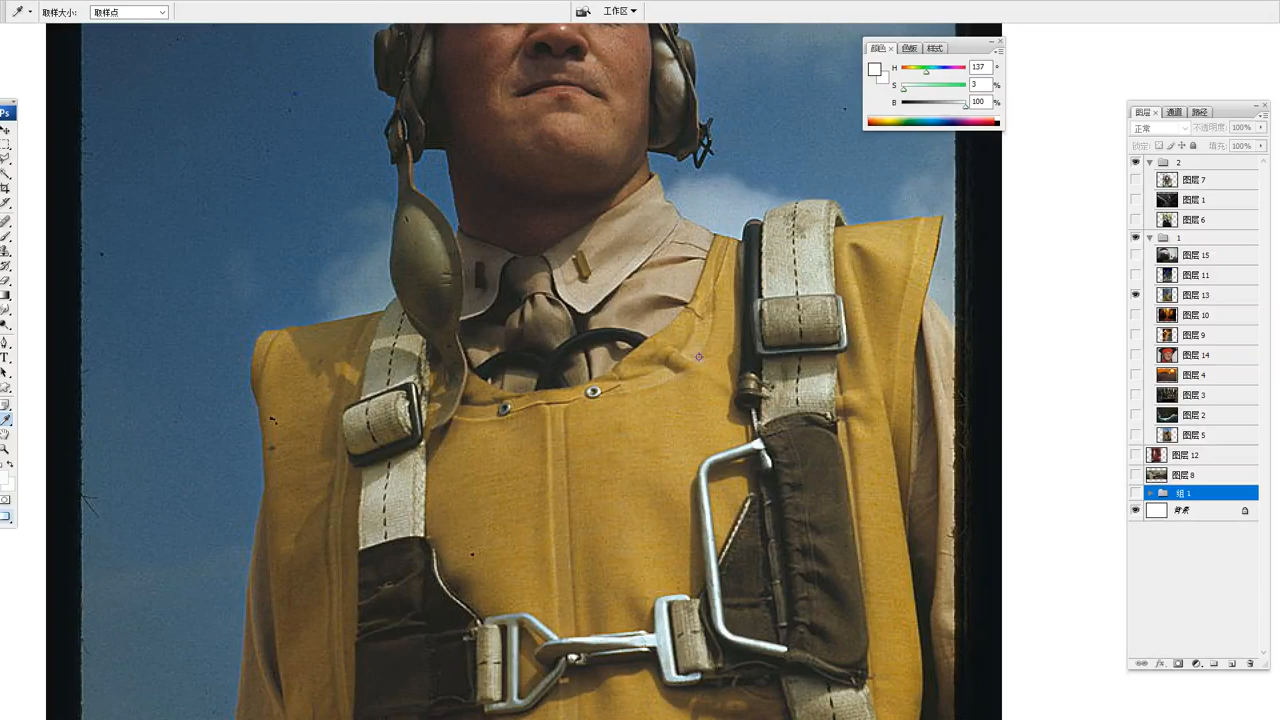 取样大小: 取样点
工作区
颜色 色板 样式
H 137 °
S 3 %
B 100 %
Ps
图层 通道 路径
正常 不透明度: 100%
锁定: 填充: 100%
2
图层 7
图层 1
图层 6
1
图层 15
图层 11
图层 13
图层 10
图层 9
图层 14
图层 4
图层 3
图层 2
图层 5
图层 12
图层 8
组 1
背景